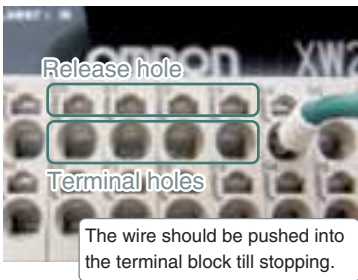 omron XW2
Release hole
Terminal holes
The wire should be pushed into
the terminal block till stopping.